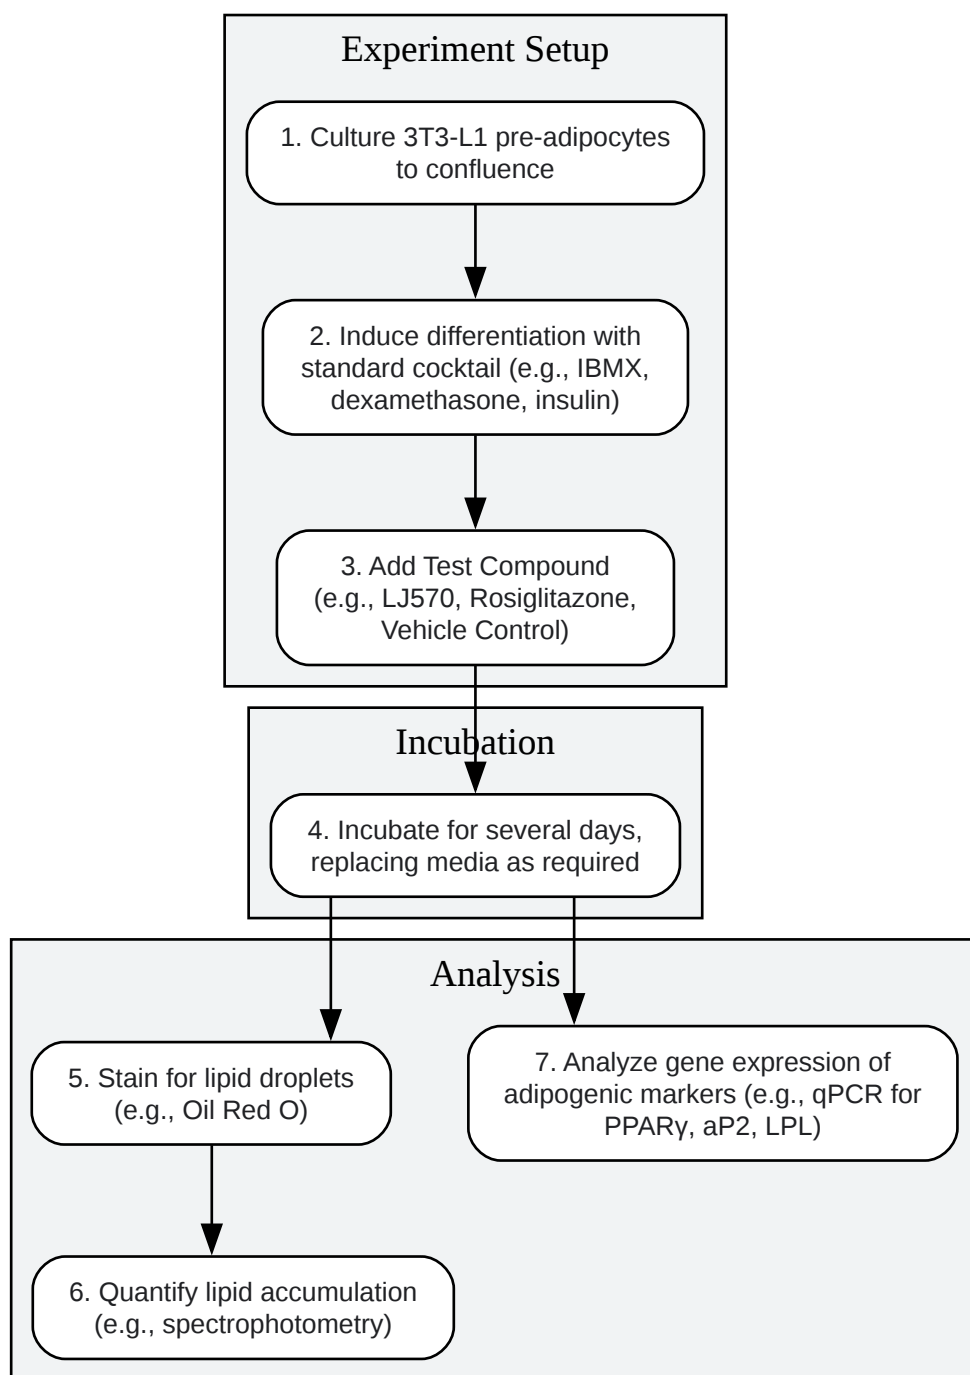 Experiment Setup
1. Culture 3T3-L1 pre-adipocytes
to confluence
2. Induce differentiation with
standard cocktail (e.g., IBMX,
dexamethasone, insulin)
3. Add Test Compound
(e.g., LJ570, Rosiglitazone,
Vehicle Control)
Incubation
4. Incubate for several days,
replacing media as required
Analysis
5. Stain for lipid droplets
(e.g., Oil Red O)
6. Quantify lipid accumulation
(e.g., spectrophotometry)
7. Analyze gene expression of
adipogenic markers (e.g., qPCR for
PPARγ, aP2, LPL)